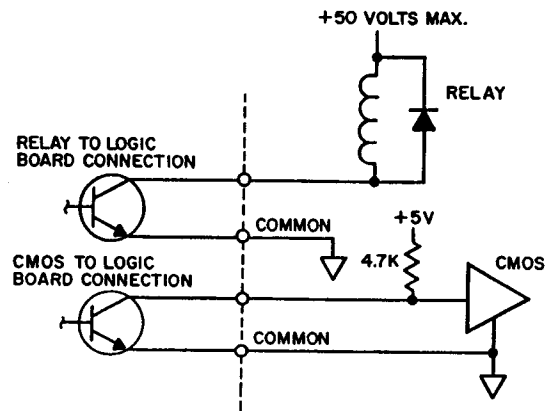 +50 VOLTS MAX.
RELAY
RELAY TO LOGIC
BOARD CONNECTION
COMMON
+5V
4.7K
CMOS
CMOS TO LOGIC
BOARD CONNECTION
COMMON